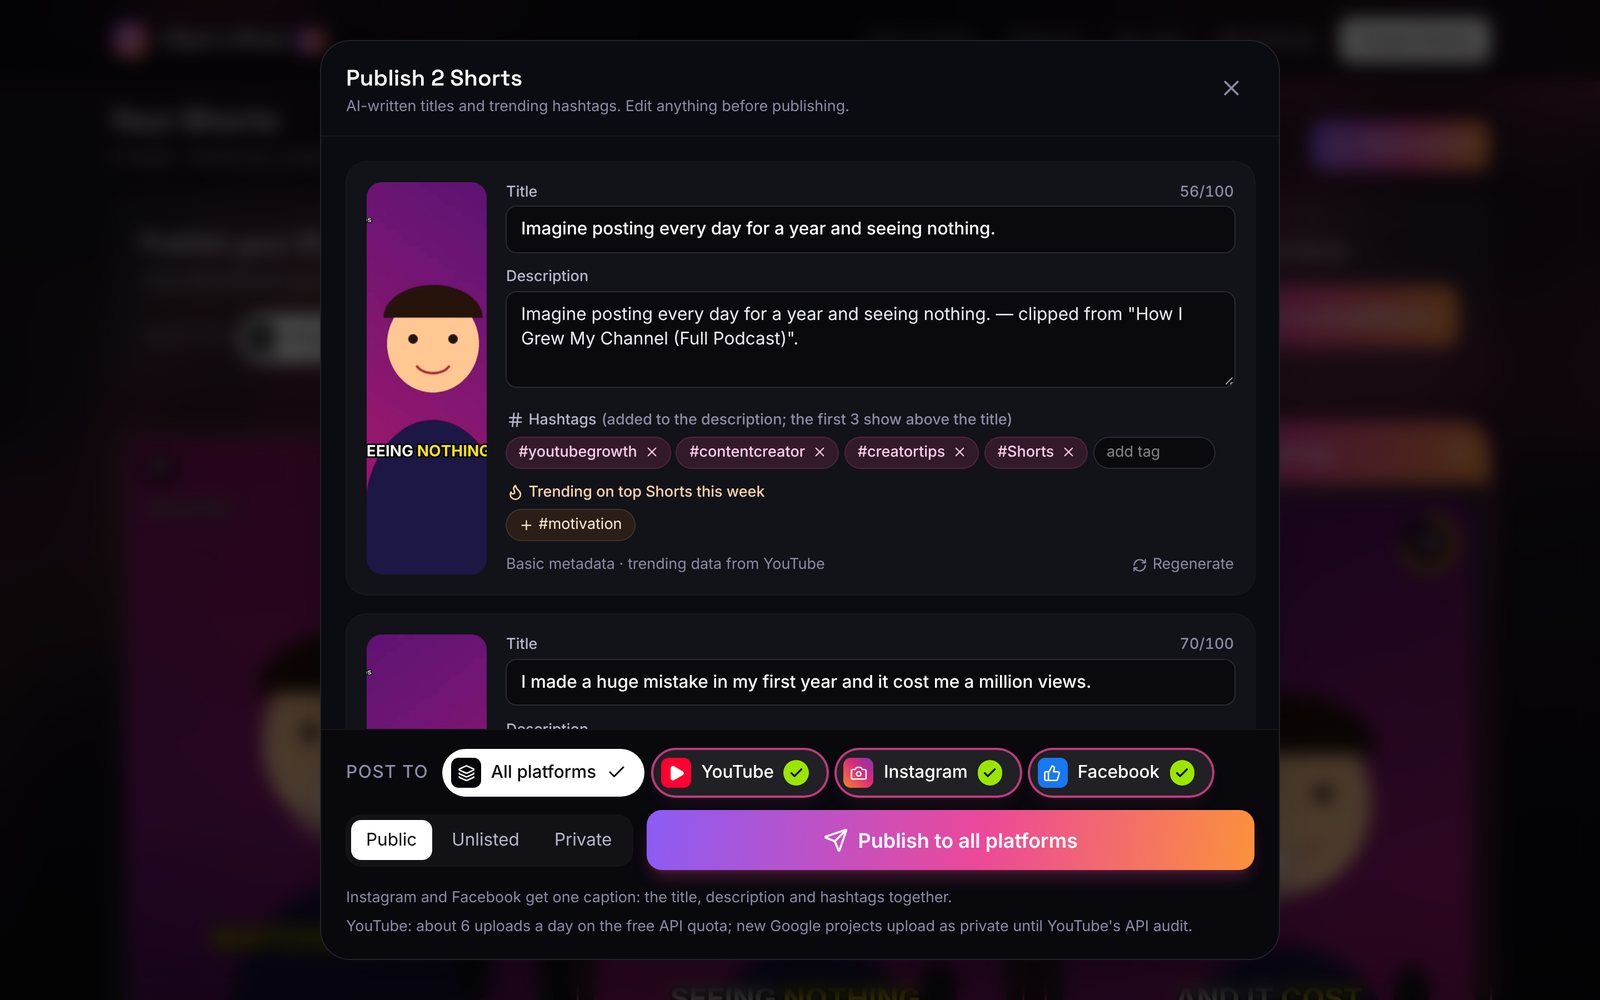 Publish 2 Shorts
AI-written titles and trending hashtags. Edit anything before publishing.
Title
56/100
Imagine posting every day for a year and seeing nothing.
Description
Imagine posting every day for a year and seeing nothing. — clipped from "How I
Grew My Channel (Full Podcast)".
EEING NOTHING
# Hashtags (added to the description; the first 3 show above the title)
#youtubegrowth × #contentcreator × #creatortips × #Shorts × add tag
Trending on top Shorts this week
+ #motivation
Basic metadata · trending data from YouTube
Regenerate
Title
70/100
I made a huge mistake in my first year and it cost me a million views.
Description
POST TO All platforms YouTube Instagram Facebook
Public Unlisted Private
Publish to all platforms
Instagram and Facebook get one caption: the title, description and hashtags together.
YouTube: about 6 uploads a day on the free API quota; new Google projects upload as private until YouTube's API audit.
SEEING NOTHING
AND IT COST